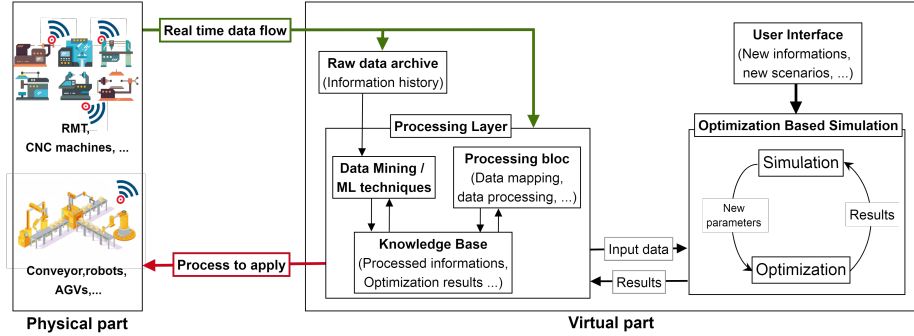 Real time data flow
RMT,
CNC machines, ...
Conveyor,robots,
AGVs,...
Process to apply
Physical part
Raw data archive
(Information history)
Processing Layer
Data Mining /
ML techniques
Processing bloc
(Data mapping,
data processing, ...)
Knowledge Base
(Processed informations,
Optimization results ...)
Input data
Results
User Interface
(New informations,
new scenarios, ...)
Optimization Based Simulation
Simulation
New
parameters
Results
Optimization
Virtual part